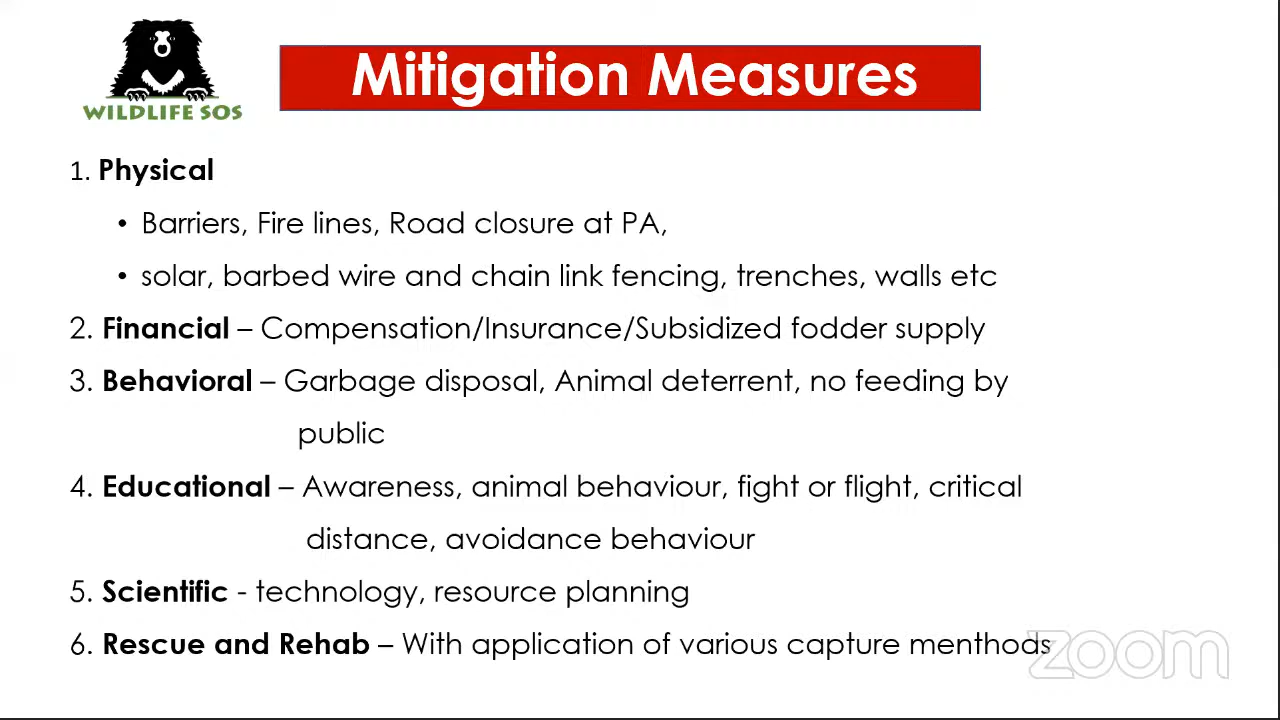 WILDLIFE SOS
Mitigation Measures
1. Physical
• Barriers, Fire lines, Road closure at PA,
• solar, barbed wire and chain link fencing, trenches, walls etc
2. Financial – Compensation/Insurance/Subsidized fodder supply
3. Behavioral – Garbage disposal, Animal deterrent, no feeding by
public
4. Educational – Awareness, animal behaviour, fight or flight, critical
distance, avoidance behaviour
5. Scientific - technology, resource planning
6. Rescue and Rehab – With application of various capture menthods
zoom